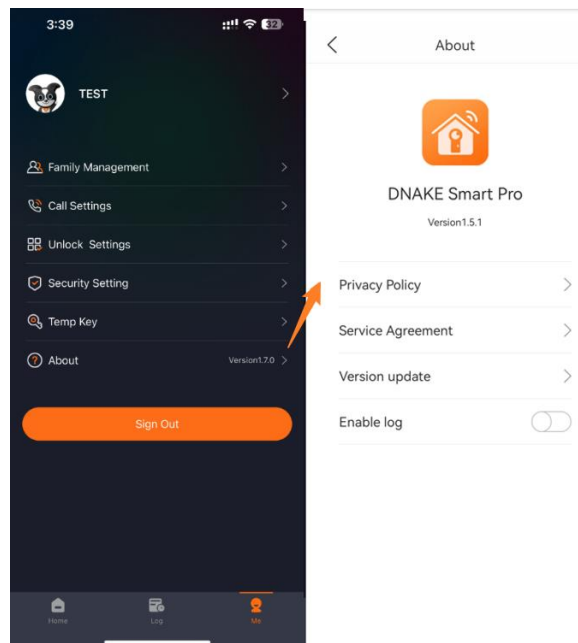 3:39
32
TEST
Family Management
Call Settings
Unlock Settings
Security Setting
Temp Key
About Version1.7.0
Sign Out
Home Log Me
About
DNAKE Smart Pro
Version1.5.1
Privacy Policy
Service Agreement
Version update
Enable log